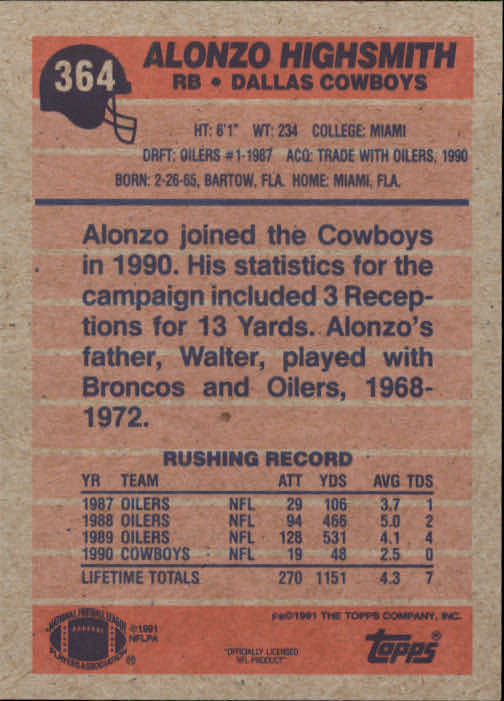 364
ALONZO HIGHSMITH
RB • DALLAS COWBOYS
HT: 6'1" WT: 234 COLLEGE: MIAMI
DRFT: OILERS #1-1987 ACQ: TRADE WITH OILERS, 1990
BORN: 2-26-65, BARTOW, FLA. HOME: MIAMI, FLA.
Alonzo joined the Cowboys
in 1990. His statistics for the
campaign included 3 Recep-
tions for 13 Yards. Alonzo's
father, Walter, played with
Broncos and Oilers, 1968-
1972.
RUSHING RECORD
YR TEAM ATT YDS AVG TDS
1987 OILERS NFL 29 106 3.7 1
1988 OILERS NFL 94 466 5.0 2
1989 OILERS NFL 128 531 4.1 4
1990 COWBOYS NFL 19 48 2.5 0
LIFETIME TOTALS 270 1151 4.3 7
NATIONAL FOOTBALL LEAGUE
PLAYERS ASSOCIATION
©1991
NFLPA
©1991 THE TOPPS COMPANY, INC.
"OFFICIALLY LICENSED
NFL PRODUCT"
topps®